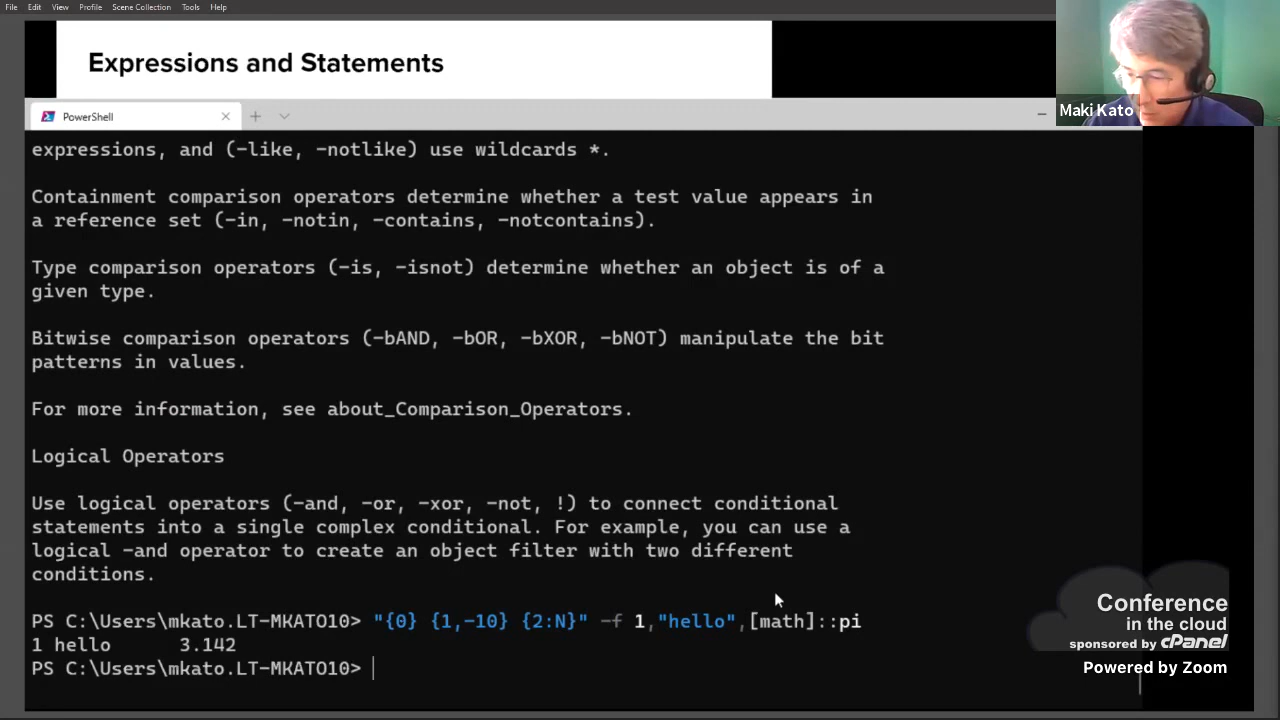 File Edit View Profile Scene Collection Tools Help
Expressions and Statements
Maki Kato
PowerShell
expressions, and (-like, -notlike) use wildcards *.
Containment comparison operators determine whether a test value appears in
a reference set (-in, -notin, -contains, -notcontains).
Type comparison operators (-is, -isnot) determine whether an object is of a
given type.
Bitwise comparison operators (-bAND, -bOR, -bXOR, -bNOT) manipulate the bit
patterns in values.
For more information, see about_Comparison_Operators.
Logical Operators
Use logical operators (-and, -or, -xor, -not, !) to connect conditional
statements into a single complex conditional. For example, you can use a
logical -and operator to create an object filter with two different
conditions.
PS C:\Users\mkato.LT-MKATO10> "{0} {1,-10} {2:N}" -f 1,"hello",[math]::pi
1 hello      3.142
PS C:\Users\mkato.LT-MKATO10>
Conference
in the cloud
sponsored by cPanel
Powered by Zoom